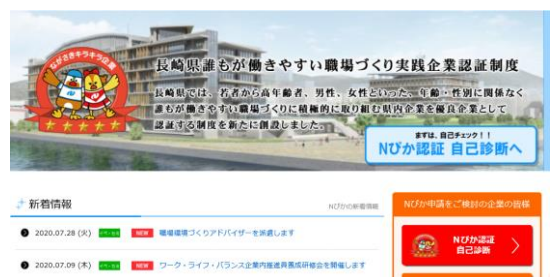 ながさきキラキラ企業
長崎県誰もが働きやすい職場づくり実践企業認証制度
長崎県では、若者から高年齢者、男性、女性といった、年齢・性別に関係なく
誰もが働きやすい職場づくりに積極的に取り組む県内企業を優良企業として
認証する制度を新たに創設しました。
まずは、自己チェック!!
Nぴか認証 自己診断へ
新着情報
Nぴかの新着情報
Nぴか申請をご検討の企業の皆様
2020.07.28 (火) NEW 職場環境づくりアドバイザーを派遣します
Nぴか認証
自己診断
2020.07.09 (木) NEW ワーク・ライフ・バランス企業内推進員養成研修会を開催します